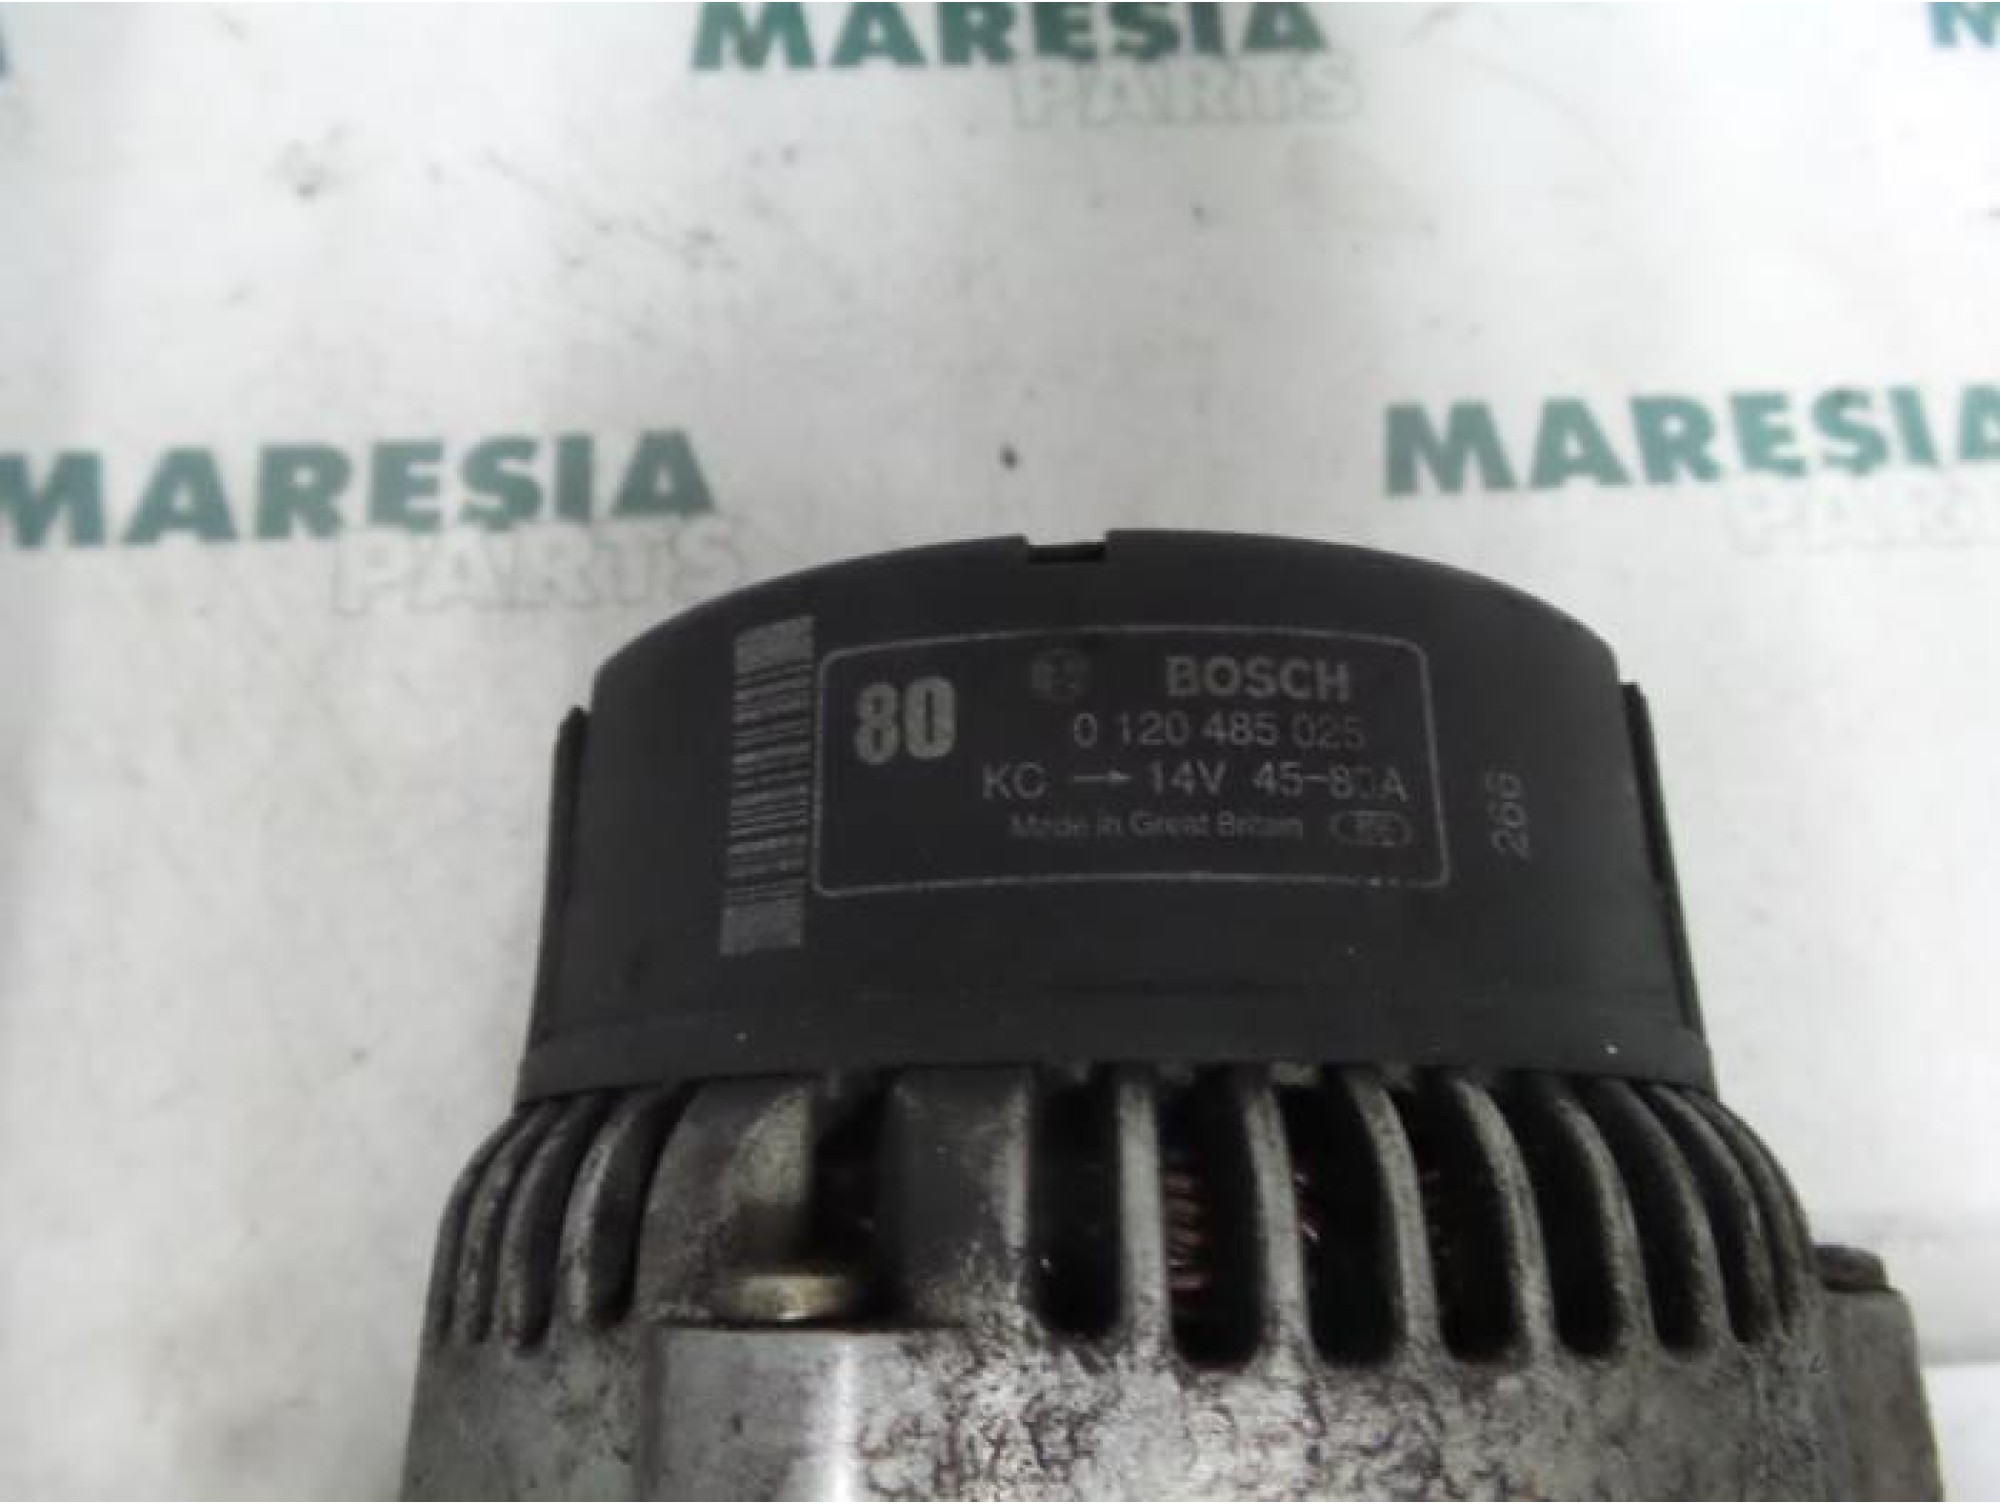 MARESIA
PARTS
MARESIA
PARTS
MARESIA
PARTS
80
BOSCH
0 120 485 025
KC → 14V 45-80A
Made in Great Britain
266